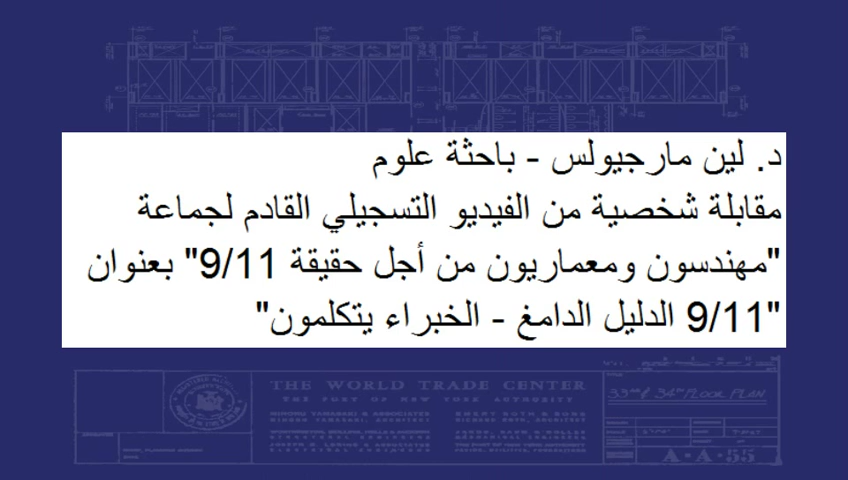 د. لين مارجيولس - باحثة علوم
مقابلة شخصية من الفيديو التسجيلي القادم لجماعة
"مهندسون ومعماريون من أجل حقيقة 9/11" بعنوان
"9/11 الدليل الدامغ - الخبراء يتكلمون"
THE WORLD TRADE CENTER
THE PORT OF NEW YORK AUTHORITY
33rd & 34th FLOOR PLAN
A-A-55